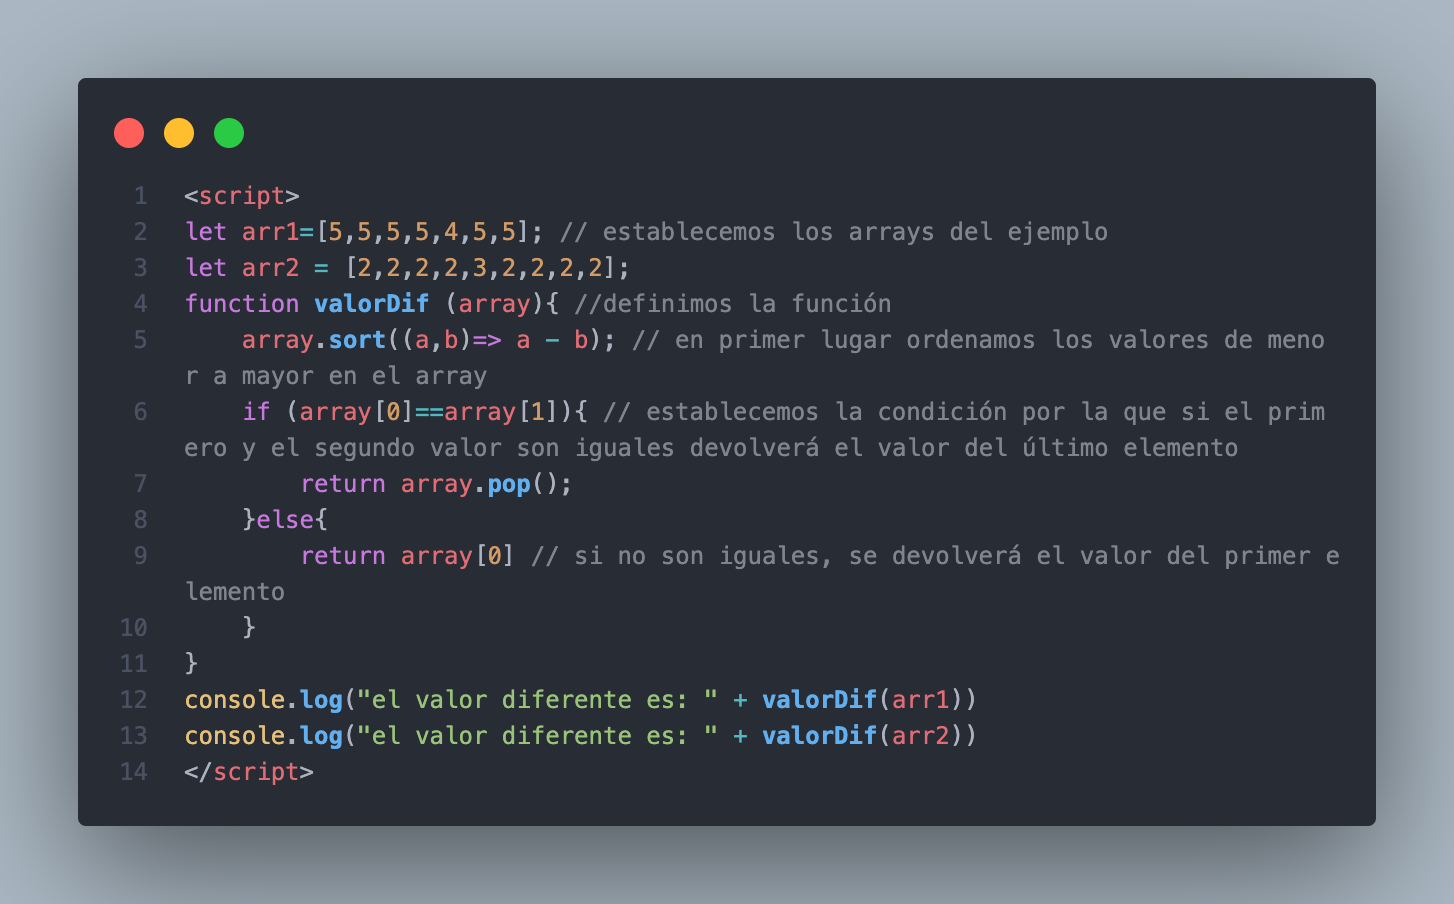 1 <script>
2 let arr1=[5,5,5,5,4,5,5]; // establecemos los arrays del ejemplo
3 let arr2 = [2,2,2,2,3,2,2,2,2];
4 function valorDif (array){ //definimos la función
5     array.sort((a,b)=> a - b); // en primer lugar ordenamos los valores de meno
r a mayor en el array
6     if (array[0]==array[1]){ // establecemos la condición por la que si el prim
ero y el segundo valor son iguales devolverá el valor del último elemento
7         return array.pop();
8     }else{
9         return array[0] // si no son iguales, se devolverá el valor del primer e
lemento
10     }
11 }
12 console.log("el valor diferente es: " + valorDif(arr1))
13 console.log("el valor diferente es: " + valorDif(arr2))
14 </script>